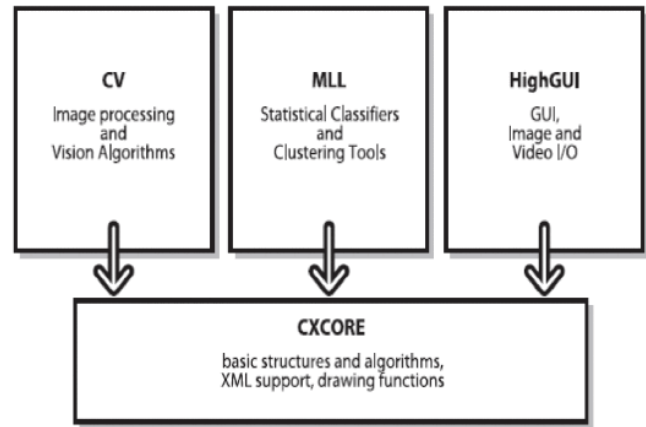 CV
Image processing
and
Vision Algorithms
MLL
Statistical Classifiers
and
Clustering Tools
HighGUI
GUI,
Image and
Video I/O
CXCORE
basic structures and algorithms,
XML support, drawing functions